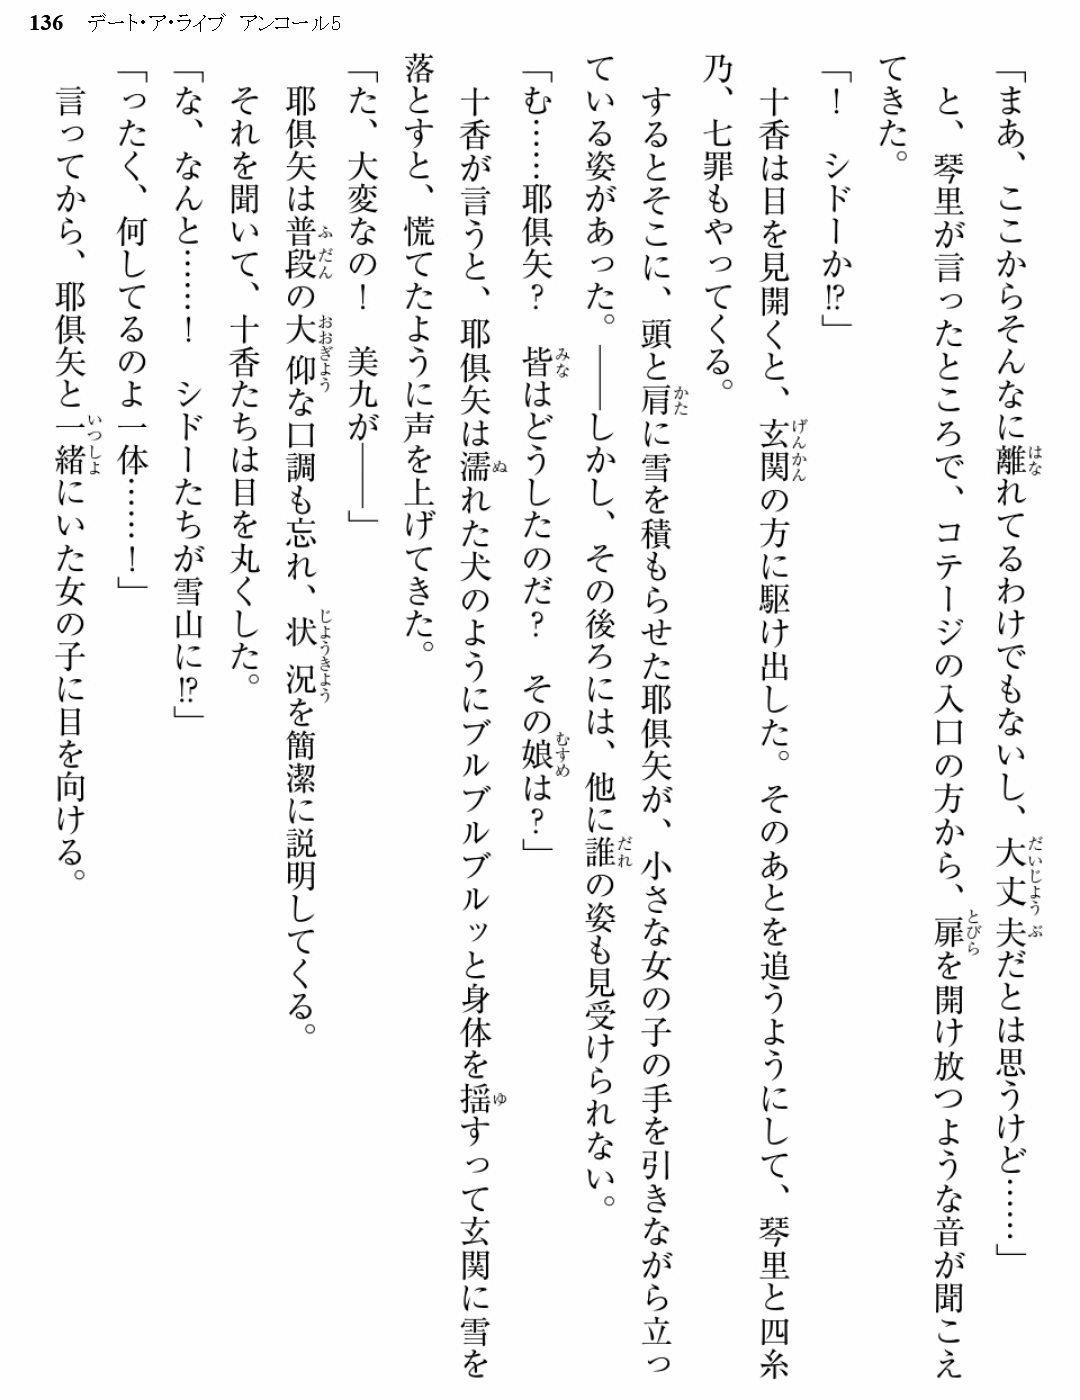 136 デート・ア・ライブ アンコール5
「まあ、ここからそんなに離れてるわけでもないし、大丈夫だとは思うけど……」
と、琴里が言ったところで、コテージの入口の方から、扉を開け放つような音が聞こえ
てきた。
「！　シドーか⁉」
十香は目を見開くと、玄関の方に駆け出した。そのあとを追うようにして、琴里と四糸
乃、七罪もやってくる。
するとそこに、頭と肩に雪を積もらせた耶倶矢が、小さな女の子の手を引きながら立っ
ている姿があった。――しかし、その後ろには、他に誰の姿も見受けられない。
「む……耶倶矢？　皆はどうしたのだ？　その娘は？」
十香が言うと、耶倶矢は濡れた犬のようにブルブルブルッと身体を揺すって玄関に雪を
落とすと、慌てたように声を上げてきた。
「た、大変なの！　美九が――」
耶倶矢は普段の大仰な口調も忘れ、状況を簡潔に説明してくる。
それを聞いて、十香たちは目を丸くした。
「な、なんと……！　シドーたちが雪山に⁉」
「ったく、何してるのよ一体……！」
言ってから、耶倶矢と一緒にいた女の子に目を向ける。